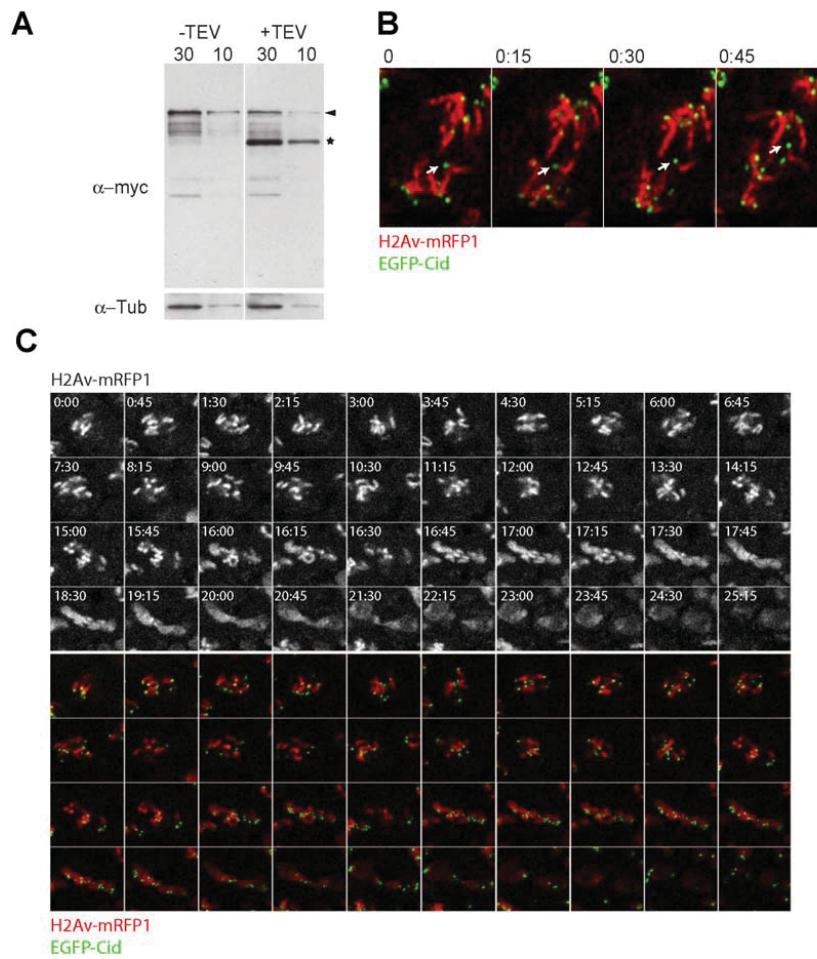 A
-TEV +TEV
30 10 30 10
α–myc
α–Tub
B
0 0:15 0:30 0:45
H2Av-mRFP1
EGFP-Cid
C
H2Av-mRFP1
0:00 0:45 1:30 2:15 3:00 3:45 4:30 5:15 6:00 6:45
7:30 8:15 9:00 9:45 10:30 11:15 12:00 12:45 13:30 14:15
15:00 15:45 16:00 16:15 16:30 16:45 17:00 17:15 17:30 17:45
18:30 19:15 20:00 20:45 21:30 22:15 23:00 23:45 24:30 25:15
H2Av-mRFP1
EGFP-Cid